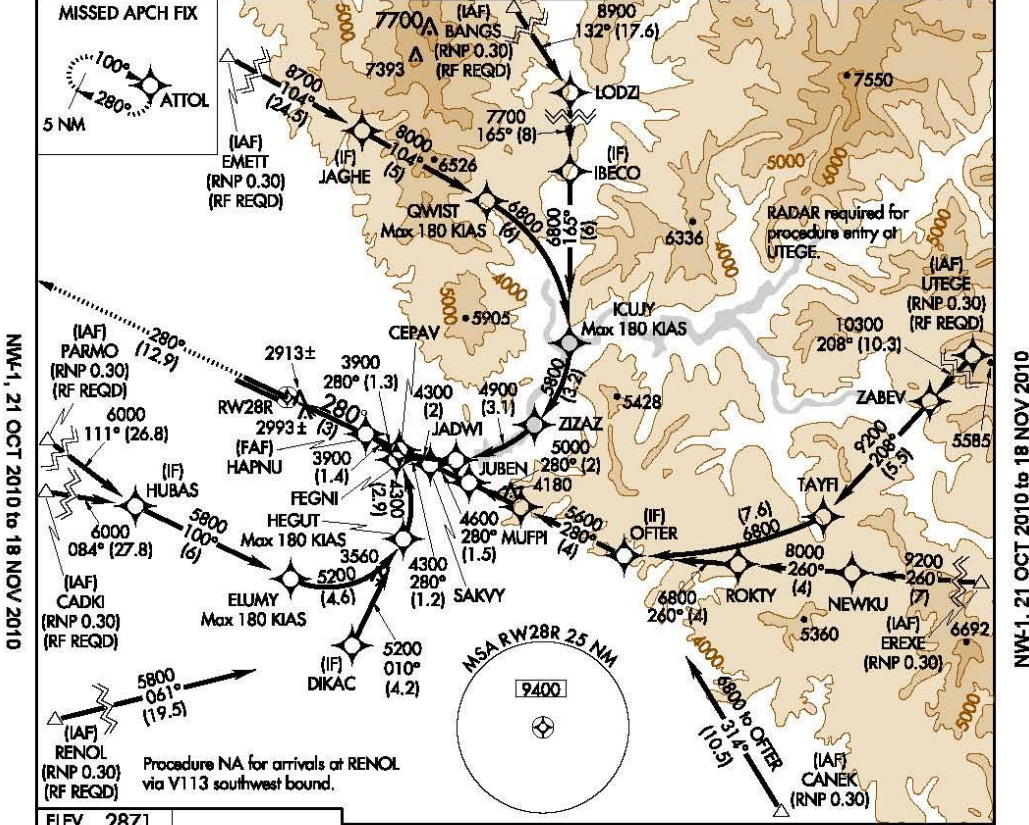 MISSED APCH FIX
100°
280°
ATTOL
5 NM
5000
7700
7393
(IAF)
BANGS
(RNP 0.30)
(RF REQD)
8900
132° (17.6)
LODZI
7700
165° (8)
(IF)
IBECO
6800
165°
(6)
8700
104°
(24.5)
(IAF)
EMETT
(RNP 0.30)
(RF REQD)
(IF)
JAGHE
8000
104°
(5)
6526
QWIST
Max 180 KIAS
6800
(6)
7550
5000
6000
RADAR required for
procedure entry at
UTEGE.
6336
4000
4000
5000
5905
5000
(IAF)
UTEGE
(RNP 0.30)
(RF REQD)
10300
208° (10.3)
ICUJY
Max 180 KIAS
5800
(3.2)
5428
ZABEV
5585
9200
208°
(5.5)
TAYFI
280°
(12.9)
(IAF)
PARMO
(RNP 0.30)
(RF REQD)
6000
111° (26.8)
2913±
RW28R
2993±
280°
(3)
3900
280° (1.3)
CEPAV
4300
(2)
4900
(3.1)
JADWI
ZIZAZ
(FAF)
HAPNU
3900
(1.4)
FEGNI
JUBEN
5000
280° (2)
4180
(IF)
HUBAS
6000
084° (27.8)
5800
100°
(6)
HEGUT
Max 180 KIAS
4300
(2.9)
3560
4600
280°
(1.5)
MUFPI
5600
280°
(4)
(IF)
OFTER
(7.6)
6800
8000
260°
(4)
9200
260°
(7)
4300
280°
(1.2)
SAKVY
5200
(4.6)
ELUMY
Max 180 KIAS
(IAF)
CADKI
(RNP 0.30)
(RF REQD)
6800
260° (4)
ROKTY
NEWKU
5360
(IAF)
EREXE
(RNP 0.30)
6692
(IF)
DIKAC
5200
010°
(4.2)
MSA RW28R 25 NM
9400
4000
5000
6800 to OFTER
314°
(10.5)
(IAF)
CANEK
(RNP 0.30)
5800
061°
(19.5)
(IAF)
RENOL
(RNP 0.30)
(RF REQD)
Procedure NA for arrivals at RENOL
via V113 southwest bound.
ELEV 2871
NW-1, 21 OCT 2010 to 18 NOV 2010
NW-1, 21 OCT 2010 to 18 NOV 2010